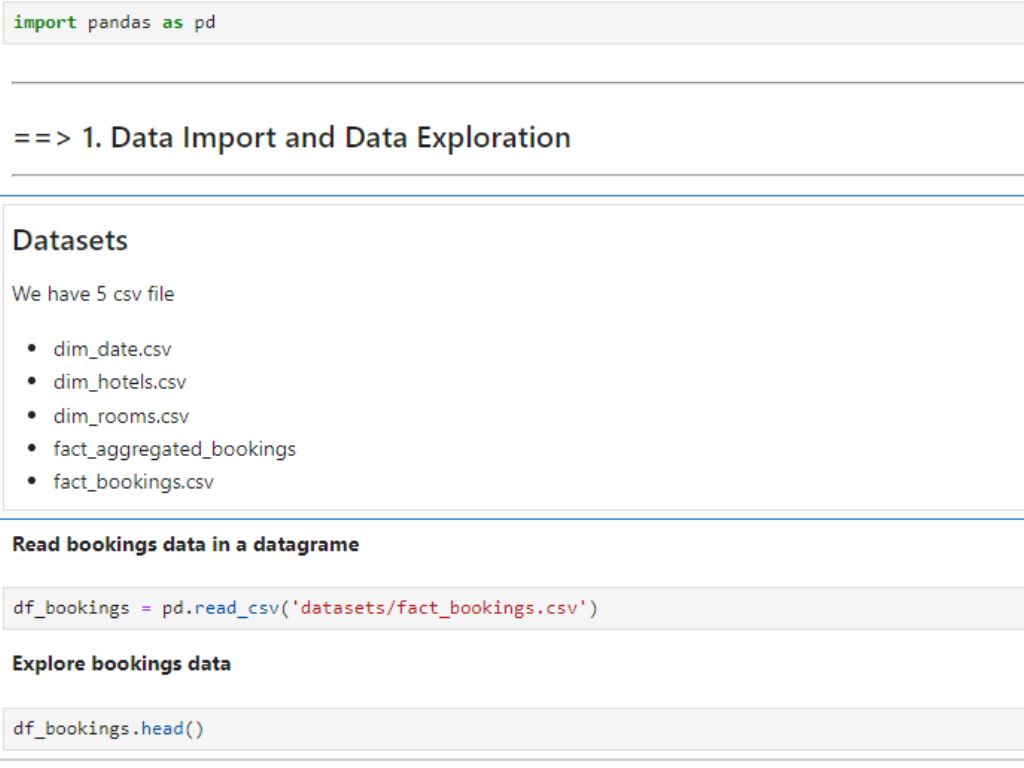 import pandas as pd
==> 1. Data Import and Data Exploration
Datasets
We have 5 csv file
• dim_date.csv
• dim_hotels.csv
• dim_rooms.csv
• fact_aggregated_bookings
• fact_bookings.csv
Read bookings data in a datagrame
df_bookings = pd.read_csv('datasets/fact_bookings.csv')
Explore bookings data
df_bookings.head()